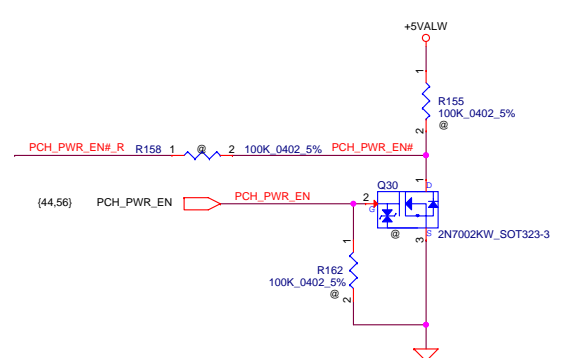 +5VALW
1
R155
100K_0402_5%
2
@
PCH_PWR_EN#_R R158 1 @ 2 100K_0402_5% PCH_PWR_EN#
1
Q30
D
{44,56} PCH_PWR_EN PCH_PWR_EN 2
G
@
S
3
2N7002KW_SOT323-3
1
R162
100K_0402_5%
@
2